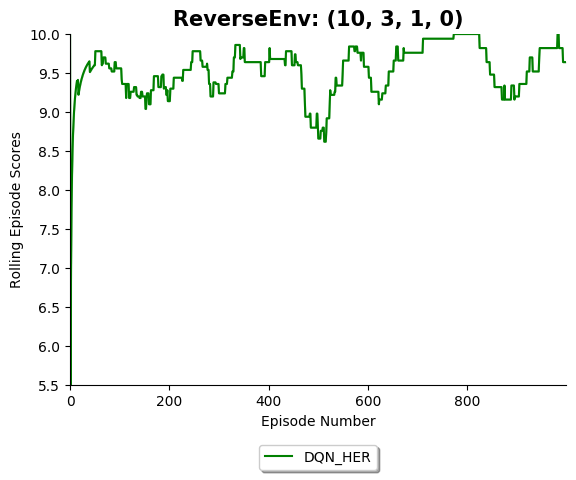 ReverseEnv: (10, 3, 1, 0)
10.0
9.5
9.0
8.5
8.0
7.5
7.0
6.5
6.0
5.5
Rolling Episode Scores
0 200 400 600 800
Episode Number
DQN_HER